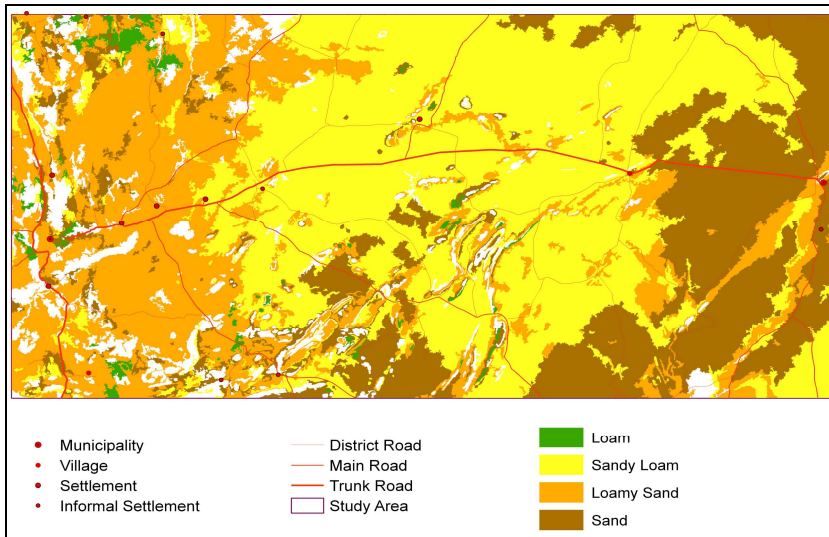 Municipality
Village
Settlement
Informal Settlement
District Road
Main Road
Trunk Road
Study Area
Loam
Sandy Loam
Loamy Sand
Sand